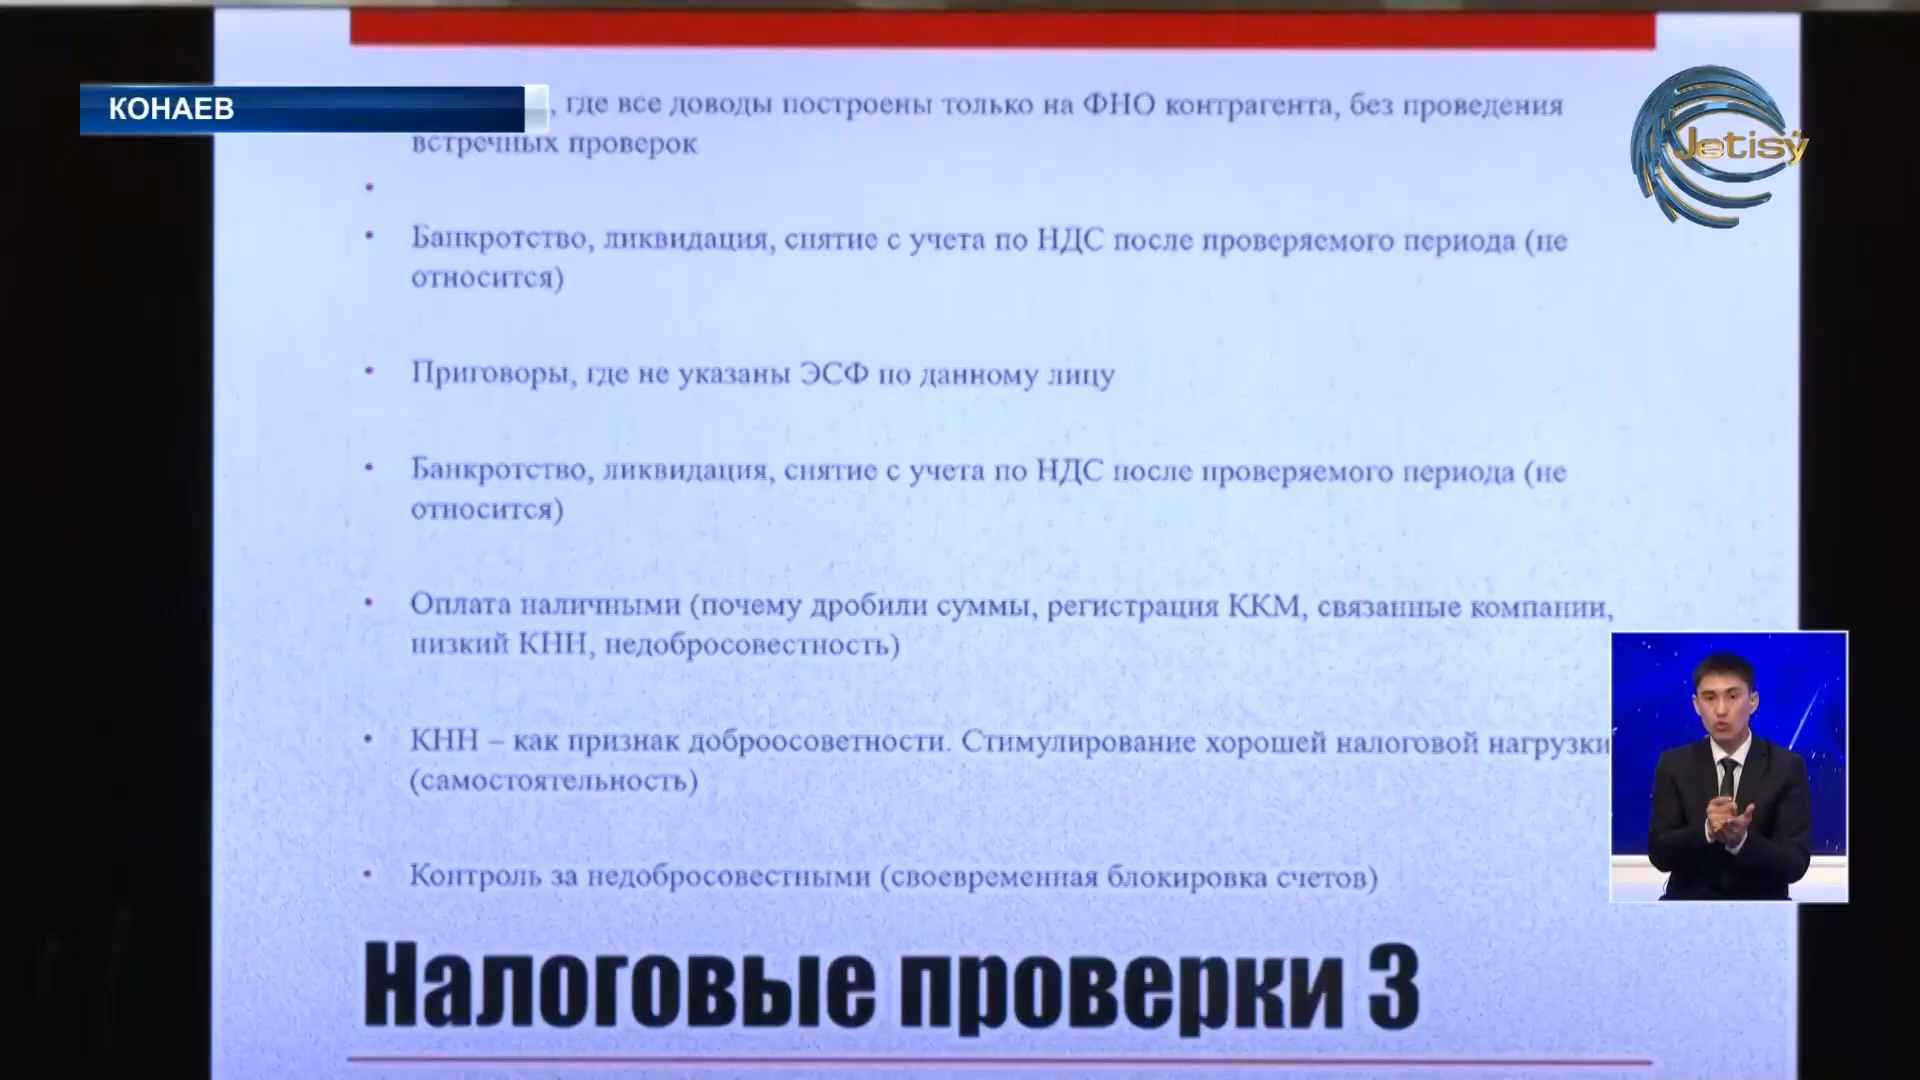 КОНАЕВ
Jetisý
, где все доводы построены только на ФНО контрагента, без проведения
встречных проверок
•
• Банкротство, ликвидация, снятие с учета по НДС после проверяемого периода (не
относится)
• Приговоры, где не указаны ЭСФ по данному лицу
• Банкротство, ликвидация, снятие с учета по НДС после проверяемого периода (не
относится)
• Оплата наличными (почему дробили суммы, регистрация ККМ, связанные компании,
низкий КНН, недобросовестность)
• КНН – как признак доброосоветности. Стимулирование хорошей налоговой нагрузки
(самостоятельность)
• Контроль за недобросовестными (своевременная блокировка счетов)
Налоговые проверки 3